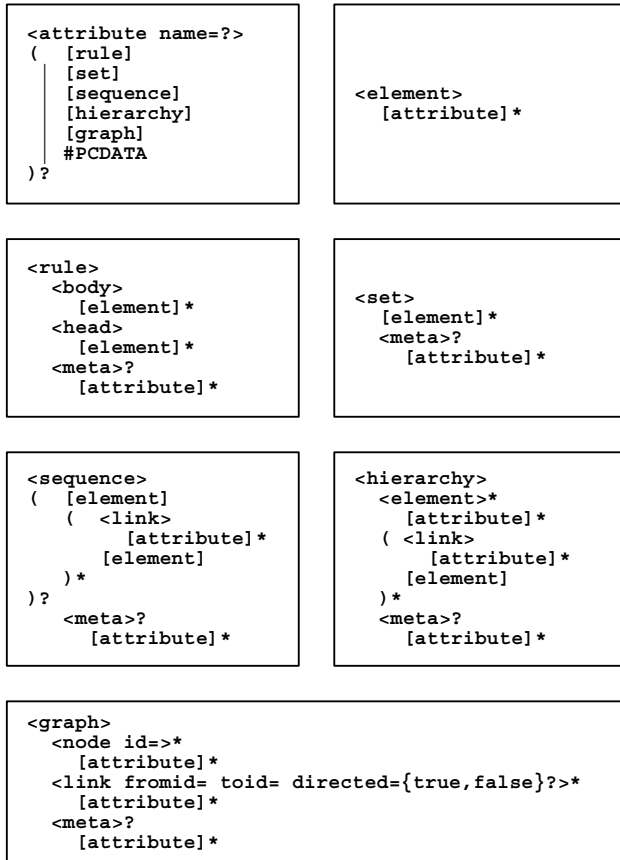 <attribute name=?>
( [rule]
[set]
[sequence]
[hierarchy]
[graph]
#PCDATA
)?
<element>
[attribute]*
<rule>
<body>
[element]*
<head>
[element]*
<meta>?
[attribute]*
<set>
[element]*
<meta>?
[attribute]*
<sequence>
( [element]
( <link>
[attribute]*
[element]
)*
)?
<meta>?
[attribute]*
<hierarchy>
<element>*
[attribute]*
( <link>
[attribute]*
[element]
)*
<meta>?
[attribute]*
<graph>
<node id=>*
[attribute]*
<link fromid= toid= directed={true,false}?>*
[attribute]*
<meta>?
[attribute]*